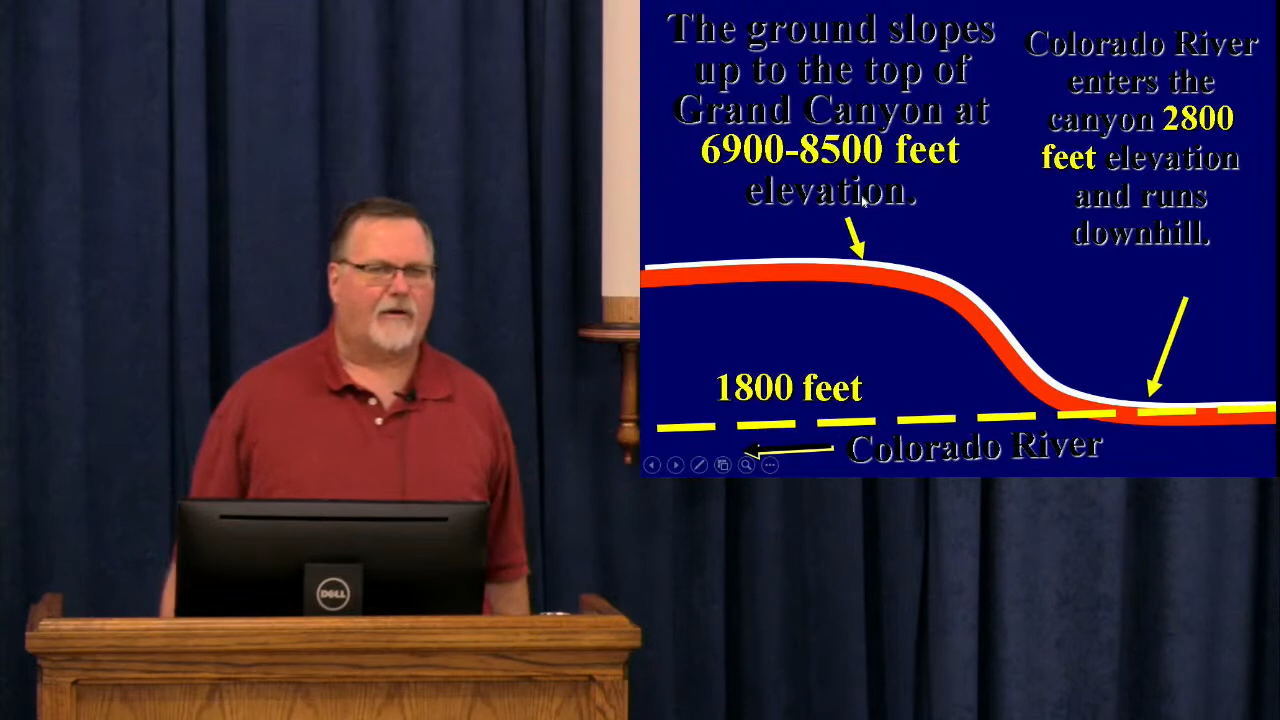 The ground slopes
up to the top of
Grand Canyon at
6900-8500 feet
elevation.
Colorado River
enters the
canyon 2800
feet elevation
and runs
downhill.
1800 feet
Colorado River
DELL